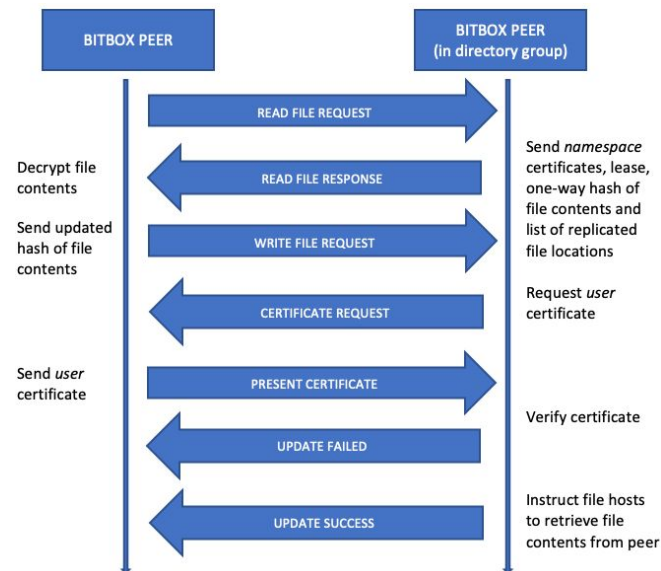 BITBOX PEER
BITBOX PEER
(in directory group)
READ FILE REQUEST
Send namespace
certificates, lease,
one-way hash of
file contents and
list of replicated
file locations
Decrypt file
contents
READ FILE RESPONSE
Send updated
hash of file
contents
WRITE FILE REQUEST
CERTIFICATE REQUEST
Request user
certificate
Send user
certificate
PRESENT CERTIFICATE
Verify certificate
UPDATE FAILED
UPDATE SUCCESS
Instruct file hosts
to retrieve file
contents from peer